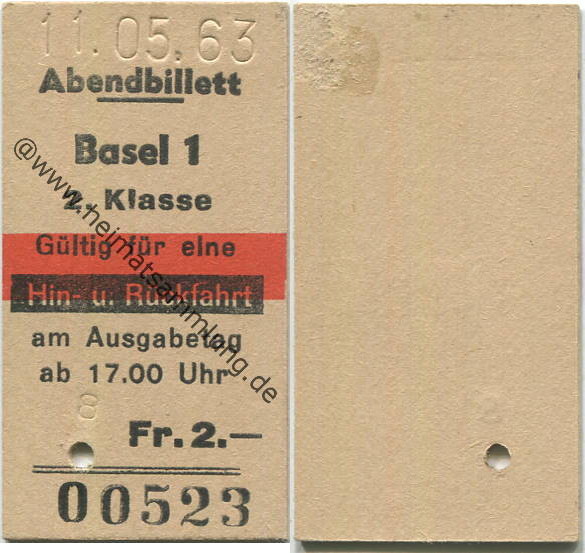 11.05.63
Abendbillett
Basel 1
2. Klasse
Gültig für eine
Hin- u. Rückfahrt
am Ausgabetag
ab 17.00 Uhr
8
Fr. 2.—
00523
@www.heimatsammlung.de